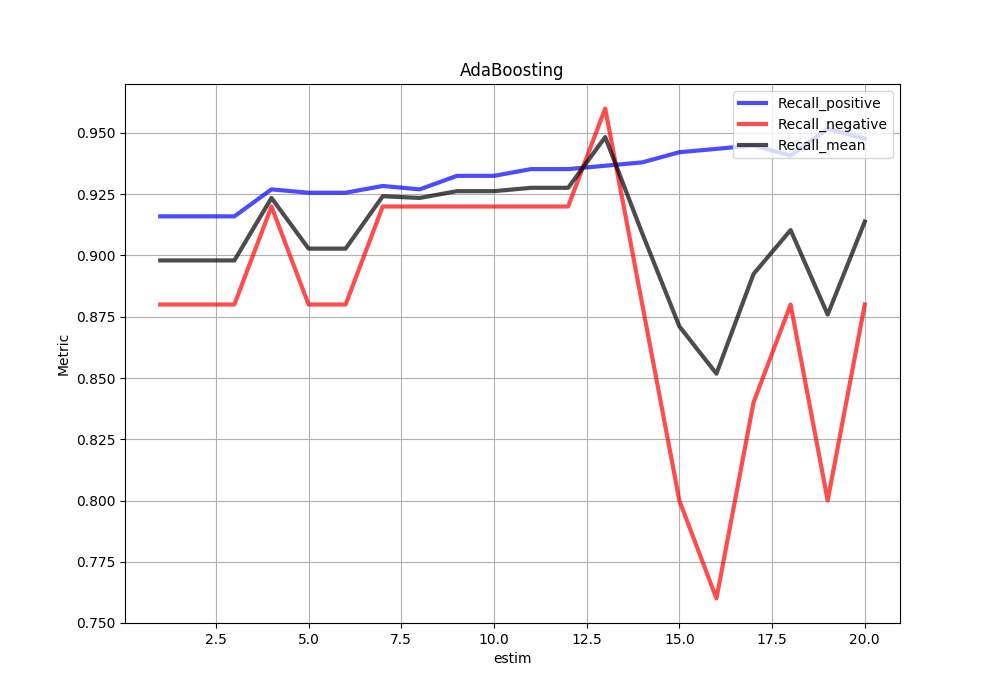 AdaBoosting
Recall_positive
Recall_negative
Recall_mean
0.950
0.925
0.900
0.875
0.850
0.825
0.800
0.775
0.750
Metric
2.5 5.0 7.5 10.0 12.5 15.0 17.5 20.0
estim